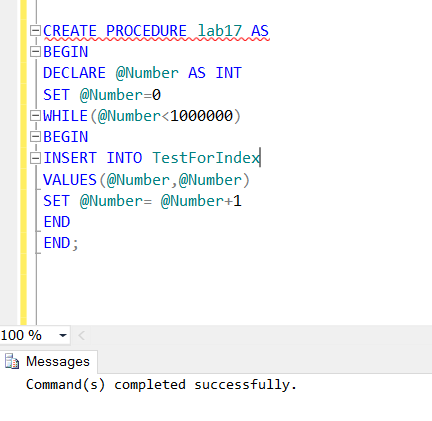 CREATE PROCEDURE lab17 AS
BEGIN
DECLARE @Number AS INT
SET @Number=0
WHILE(@Number<1000000)
BEGIN
INSERT INTO TestForIndex
VALUES(@Number,@Number)
SET @Number= @Number+1
END
END;
100 %
Messages
Command(s) completed successfully.